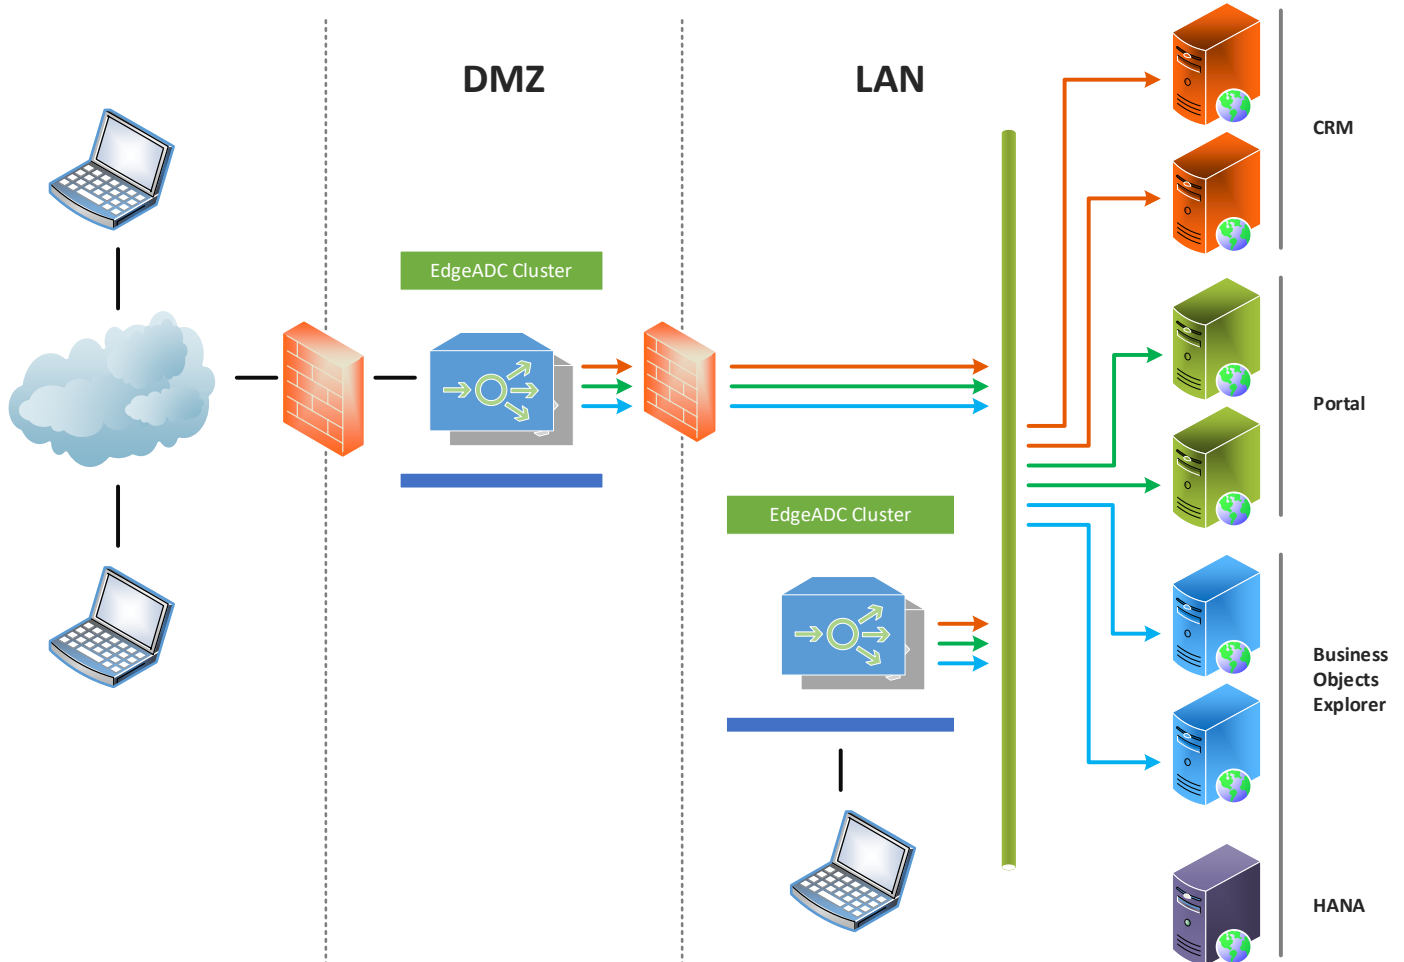 DMZ
LAN
CRM
EdgeADC Cluster
Portal
EdgeADC Cluster
Business
Objects
Explorer
HANA